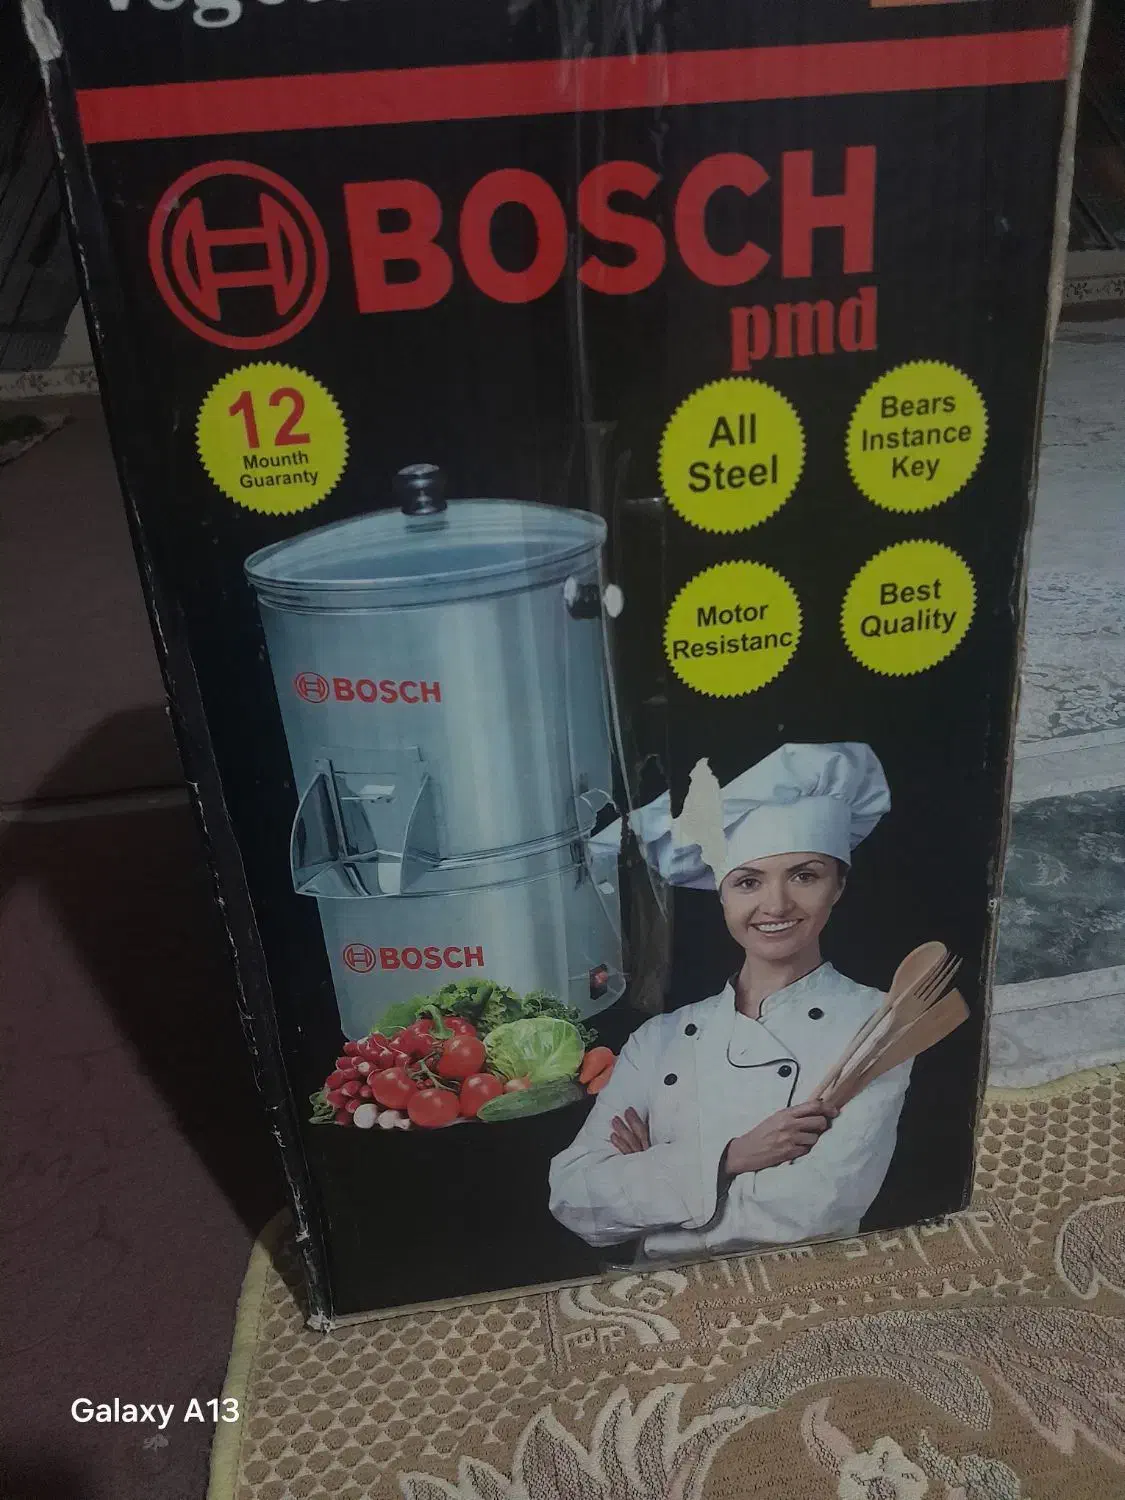 BOSCH
pmd
12
Mounth
Guaranty
All
Steel
Bears
Instance
Key
Motor
Resistanc
Best
Quality
BOSCH
BOSCH
Galaxy A13